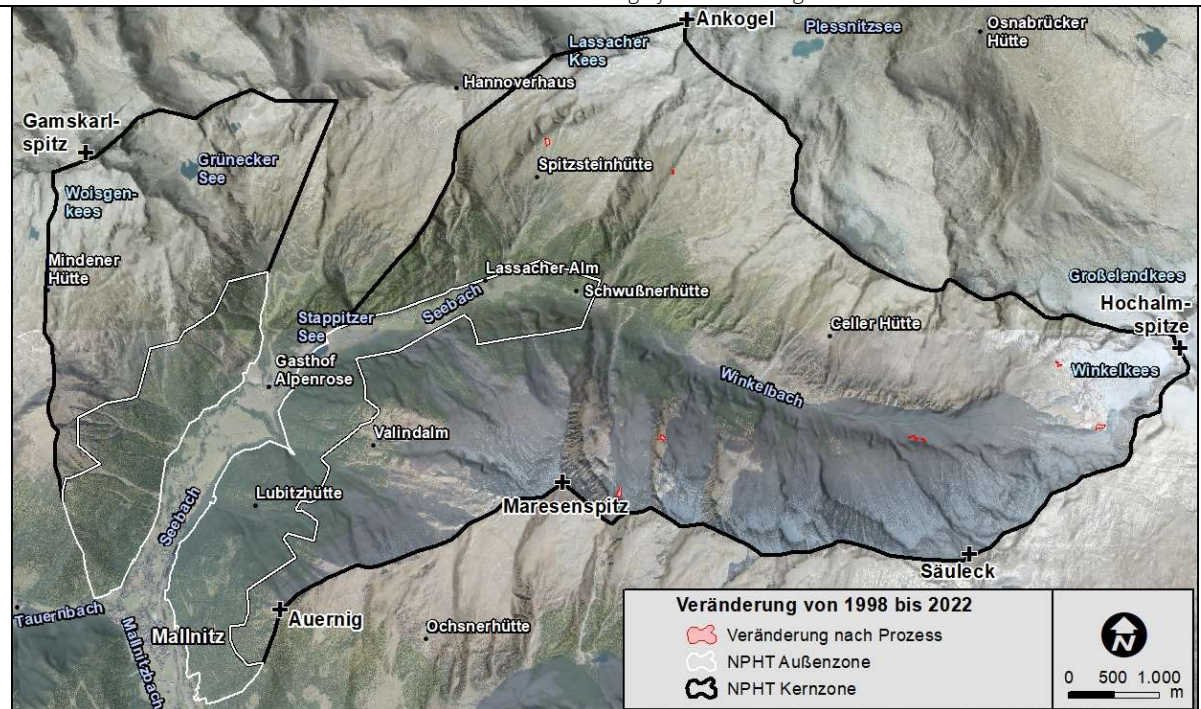 Ankogel
Plessnitzsee
Osnabrücker
Hütte
Lassacher
Kees
Hannoverhaus
Gamskarl-
spitz
Grünecker
See
Spitzsteinhütte
Woisgen-
kees
Mindener
Hütte
Lassacher Alm
Schwußnerhütte
Seebach
Stappitzer
See
Großelendkees
Hochalm-
spitze
Celler Hütte
Gasthof
Alpenrose
Winkelkees
Winkelbach
Valindalm
Lubitzhütte
Seebach
Maresenspitz
Säuleck
Tauernbach
Mallnitz
Mallnitzbach
Auernig
Ochsnerhütte
Veränderung von 1998 bis 2022
Veränderung nach Prozess
NPHT Außenzone
NPHT Kernzone
N
0 500 1.000
m